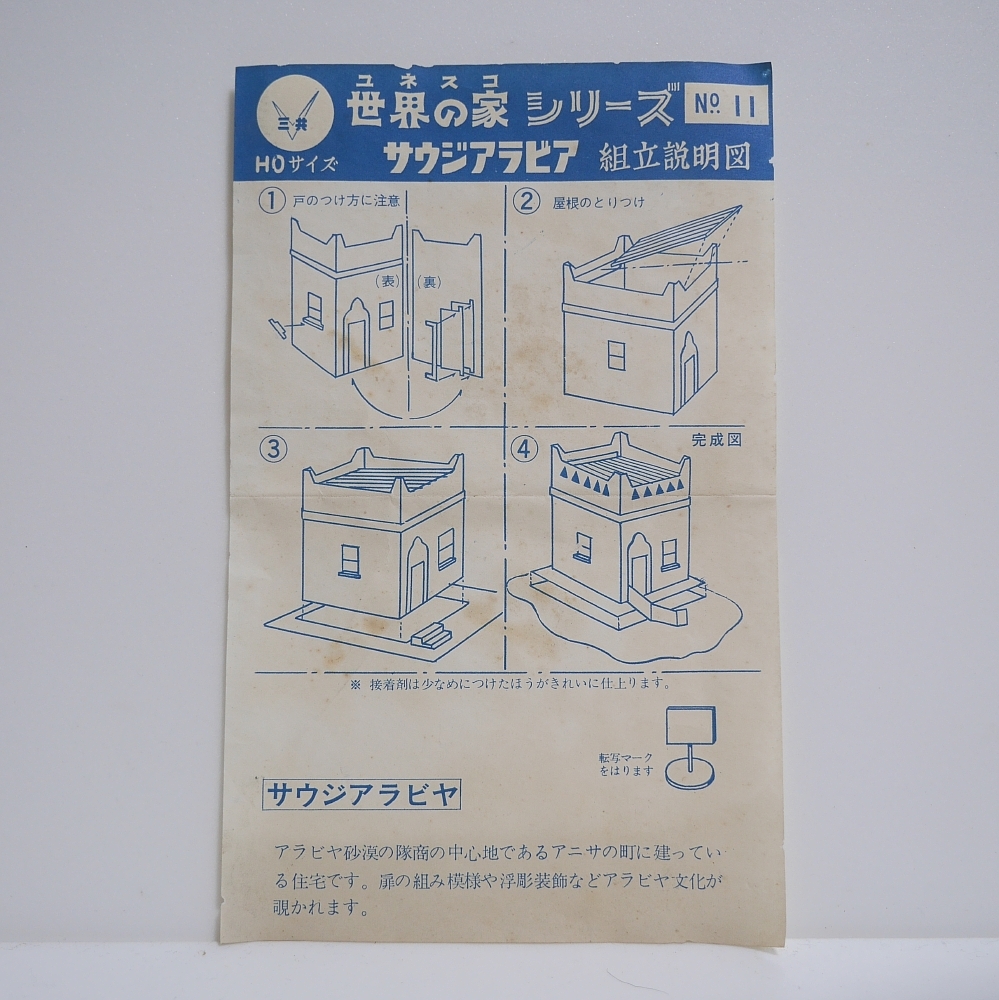 三共
ユネスコ
世界の家 シリーズ No. 11
HOサイズ
サウジアラビア 組立説明図
① 戸のつけ方に注意
(表) (裏)
② 屋根のとりつけ
③
④ 完成図
※ 接着剤は少なめにつけたほうがきれいに仕上ります。
転写マーク
をはります
サウジアラビヤ
アラビヤ砂漠の隊商の中心地であるアニサの町に建ってい
る住宅です。扉の組み模様や浮彫装飾などアラビヤ文化が
覗かれます。